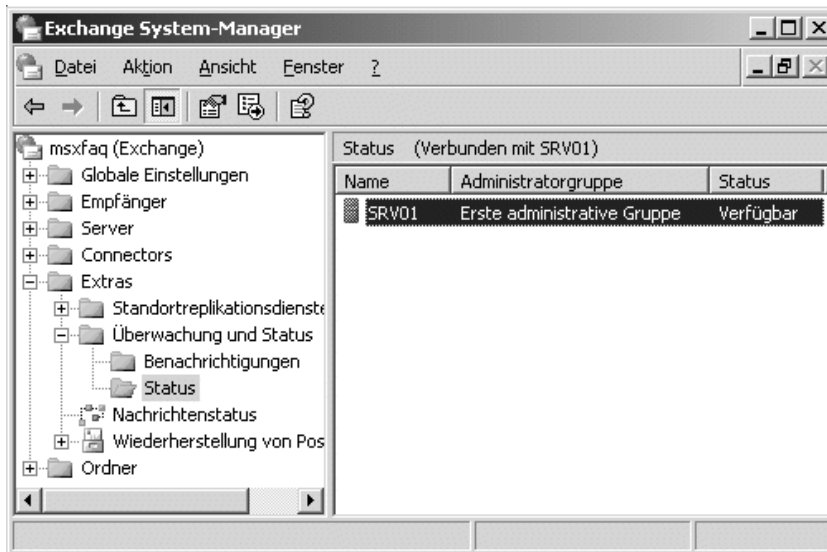 Exchange System-Manager
Datei Aktion Ansicht Fenster ?
msxfaq (Exchange)
Globale Einstellungen
Empfänger
Server
Connectors
Extras
Standortreplikationsdienste
Überwachung und Status
Benachrichtigungen
Status
Nachrichtenstatus
Wiederherstellung von Pos
Ordner
Status (Verbunden mit SRV01)
Name Administratorgruppe Status
SRV01 Erste administrative Gruppe Verfügbar